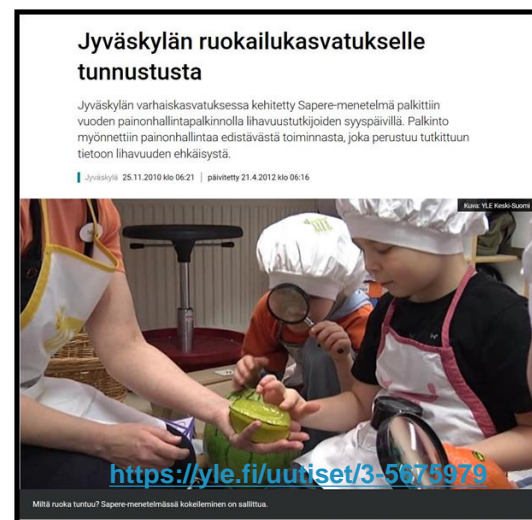 Jyväskylän ruokailukasvatukselle
tunnustusta
Jyväskylän varhaiskasvatuksessa kehitetty Sapere-menetelmä palkittiin
vuoden painonhallintapalkinnolla lihavuustutkijoiden syyspäivillä. Palkinto
myönnettiin painonhallintaa edistävästä toiminnasta, joka perustuu tutkittuun
tietoon lihavuuden ehkäisystä.
Jyväskylä 25.11.2010 klo 06:21 | päivitetty 21.4.2012 klo 06:16
Kuva: YLE Keski-Suomi
https://yle.fi/uutiset/3-5675979
Miltä ruoka tuntuu? Sapere-menetelmässä kokeileminen on sallittua.